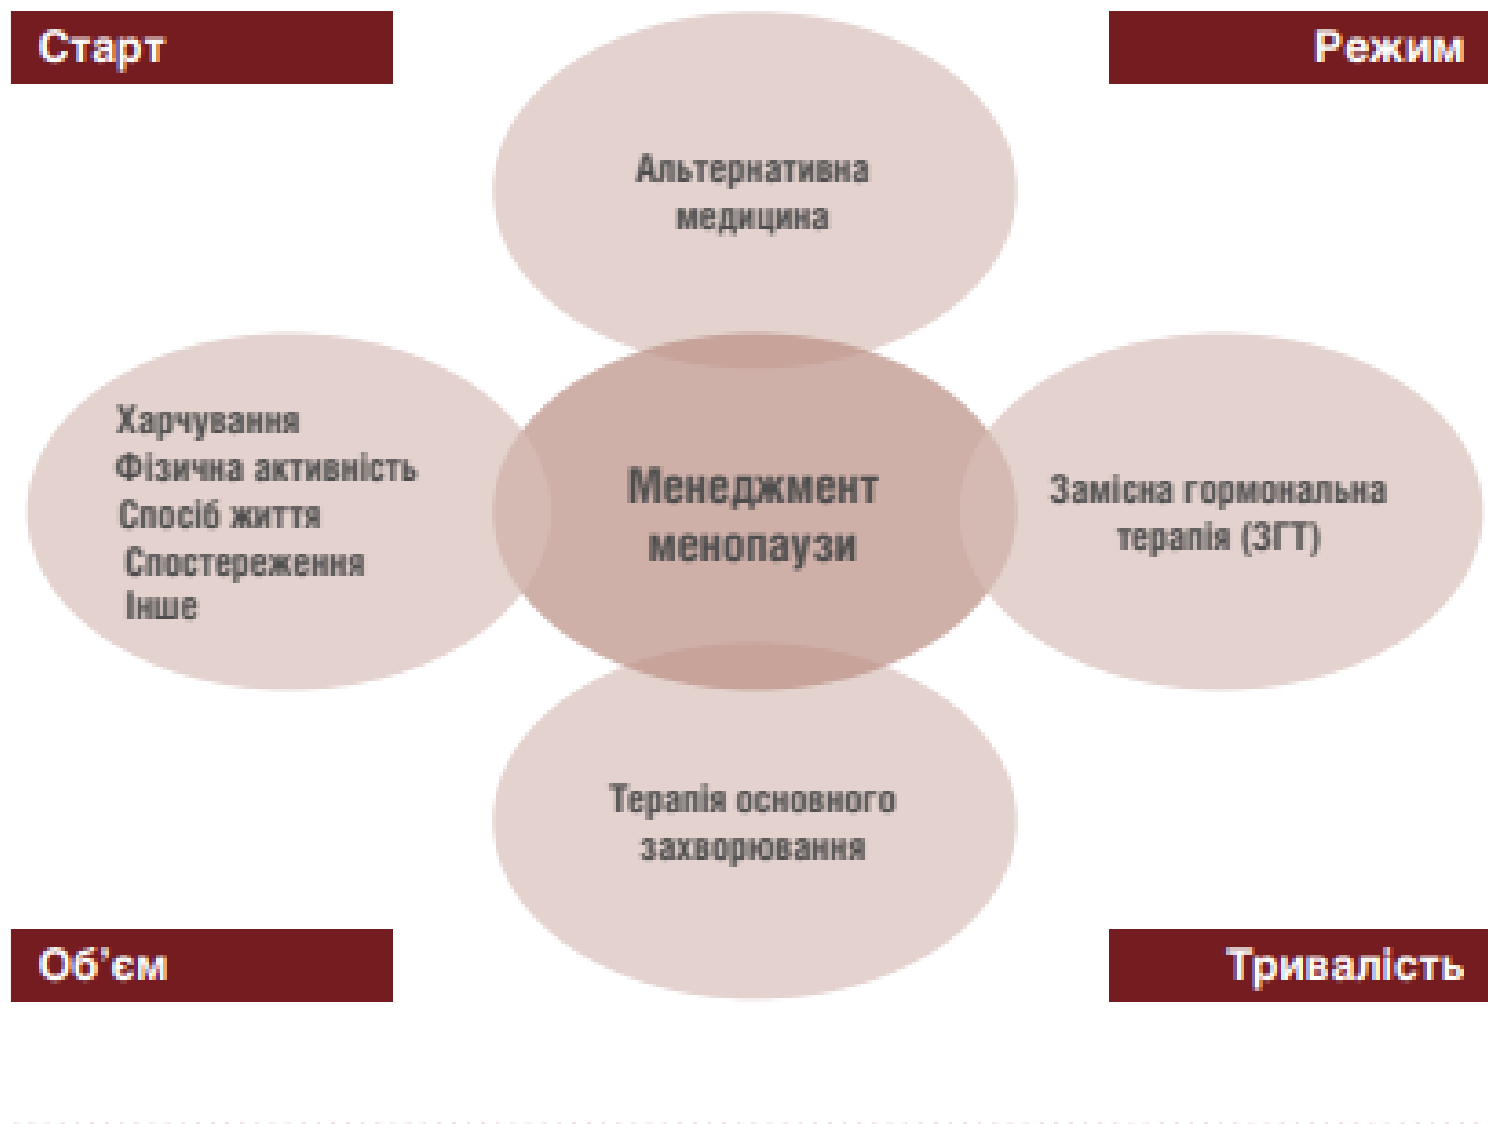 Старт
Режим
Альтернативна
медицина
Харчування
Фізична активність
Спосіб життя
Спостереження
Інше
Менеджмент
менопаузи
Замісна гормональна
терапія (ЗГТ)
Терапія основного
захворювання
Об’єм
Тривалість